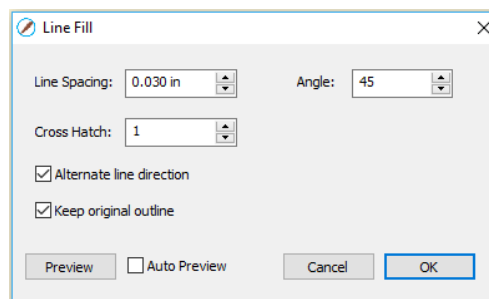 Line Fill
Line Spacing: 0.030 in Angle: 45
Cross Hatch: 1
Alternate line direction
Keep original outline
Preview Auto Preview Cancel OK